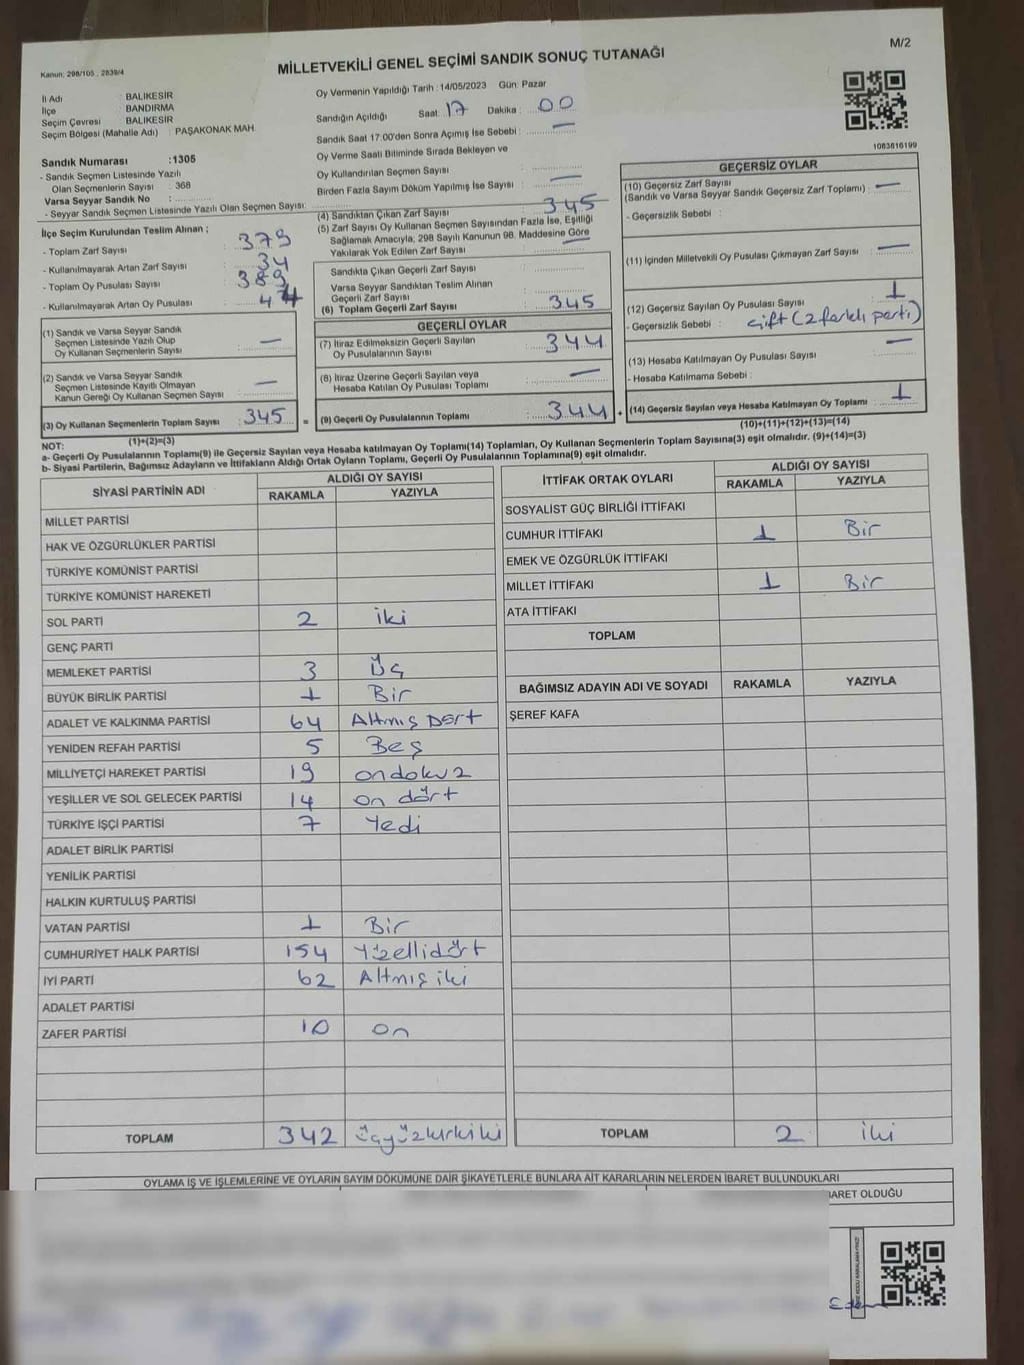 M/2
Kanun: 298/105 , 2839/4
MİLLETVEKİLİ GENEL SEÇİMİ SANDIK SONUÇ TUTANAĞI
İl Adı : BALIKESİR
İlçe : BANDIRMA
Seçim Çevresi : BALIKESİR
Seçim Bölgesi (Mahalle Adı) : PAŞAKONAK MAH.
Sandık Numarası :1305
- Sandık Seçmen Listesinde Yazılı
Olan Seçmenlerin Sayısı : 368
Varsa Seyyar Sandık No :
- Seyyar Sandık Seçmen Listesinde Yazılı Olan Seçmen Sayısı:
İlçe Seçim Kurulundan Teslim Alınan ;
- Toplam Zarf Sayısı : 379
- Kullanılmayarak Artan Zarf Sayısı : 34
- Toplam Oy Pusulası Sayısı : 389
- Kullanılmayarak Artan Oy Pusulası :
(1) Sandık ve Varsa Seyyar Sandık
Seçmen Listesinde Yazılı Olup
Oy Kullanan Seçmenlerin Sayısı : —
(2) Sandık ve Varsa Seyyar Sandık
Seçmen Listesinde Kayıtlı Olmayan
Kanun Gereği Oy Kullanan Seçmen Sayısı : —
(3) Oy Kullanan Seçmenlerin Toplam Sayısı : 345
(1)+(2)=(3)
Oy Vermenin Yapıldığı Tarih : 14/05/2023 Gün: Pazar
Sandığın Açıldığı Saat: 17 Dakika : 00
Sandık Saat 17:00'den Sonra Açımış İse Sebebi : —
Oy Verme Saati Bitiminde Sırada Bekleyen ve
Oy Kullandırılan Seçmen Sayısı : —
Birden Fazla Sayım Döküm Yapılmış İse Sayısı : —
(4) Sandıktan Çıkan Zarf Sayısı : 345
(5) Zarf Sayısı Oy Kullanan Seçmen Sayısından Fazla İse, Eşitliği
Sağlamak Amacıyla; 298 Sayılı Kanunun 98. Maddesine Göre
Yakılarak Yok Edilen Zarf Sayısı : —
Sandıkta Çıkan Geçerli Zarf Sayısı :
Varsa Seyyar Sandıktan Teslim Alınan
Geçerli Zarf Sayısı :
(6) Toplam Geçerli Zarf Sayısı : 345
GEÇERLİ OYLAR
(7) İtiraz Edilmeksizin Geçerli Sayılan
Oy Pusulalarının Sayısı : 344
(8) İtiraz Üzerine Geçerli Sayılan veya
Hesaba Katılan Oy Pusulası Toplamı : —
= (9) Geçerli Oy Pusulalarının Toplamı : 344 +
1083616199
GEÇERSİZ OYLAR
(10) Geçersiz Zarf Sayısı
(Sandık ve Varsa Seyyar Sandık Geçersiz Zarf Toplamı) : —
- Geçersizlik Sebebi :
(11) İçinden Milletvekili Oy Pusulası Çıkmayan Zarf Sayısı : —
(12) Geçersiz Sayılan Oy Pusulası Sayısı : 1
- Geçersizlik Sebebi : Çift (2 farklı parti)
(13) Hesaba Katılmayan Oy Pusulası Sayısı : —
- Hesaba Katılmama Sebebi :
(14) Geçersiz Sayılan veya Hesaba Katılmayan Oy Toplamı : 1
(10)+(11)+(12)+(13)=(14)
NOT:
a- Geçerli Oy Pusulalarının Toplamı(9) ile Geçersiz Sayılan veya Hesaba katılmayan Oy Toplamı(14) Toplamları, Oy Kullanan Seçmenlerin Toplam Sayısına(3) eşit olmalıdır. (9)+(14)=(3)
b- Siyasi Partilerin, Bağımsız Adayların ve İttifakların Aldığı Ortak Oyların Toplamı, Geçerli Oy Pusulalarının Toplamına(9) eşit olmalıdır.
SİYASİ PARTİNİN ADI ALDIĞI OY SAYISI
RAKAMLA YAZIYLA
MİLLET PARTİSİ
HAK VE ÖZGÜRLÜKLER PARTİSİ
TÜRKİYE KOMÜNİST PARTİSİ
TÜRKİYE KOMÜNİST HAREKETİ
SOL PARTİ 2 iki
GENÇ PARTİ
MEMLEKET PARTİSİ 3 Üç
BÜYÜK BİRLİK PARTİSİ 1 Bir
ADALET VE KALKINMA PARTİSİ 64 Altmış Dört
YENİDEN REFAH PARTİSİ 5 Beş
MİLLİYETÇİ HAREKET PARTİSİ 19 ondokuz
YEŞİLLER VE SOL GELECEK PARTİSİ 14 on dört
TÜRKİYE İŞÇİ PARTİSİ 7 Yedi
ADALET BİRLİK PARTİSİ
YENİLİK PARTİSİ
HALKIN KURTULUŞ PARTİSİ
VATAN PARTİSİ 1 Bir
CUMHURİYET HALK PARTİSİ 154 Yüzellidört
İYİ PARTİ 62 Altmış iki
ADALET PARTİSİ
ZAFER PARTİSİ 10 on
TOPLAM 342 üçyüzkırkiki
İTTİFAK ORTAK OYLARI ALDIĞI OY SAYISI
RAKAMLA YAZIYLA
SOSYALİST GÜÇ BİRLİĞİ İTTİFAKI
CUMHUR İTTİFAKI 1 Bir
EMEK VE ÖZGÜRLÜK İTTİFAKI
MİLLET İTTİFAKI 1 Bir
ATA İTTİFAKI
TOPLAM
BAĞIMSIZ ADAYIN ADI VE SOYADI RAKAMLA YAZIYLA
ŞEREF KAFA
TOPLAM 2 iki
OYLAMA İŞ VE İŞLEMLERİNE VE OYLARIN SAYIM DÖKÜMÜNE DAİR ŞİKAYETLERLE BUNLARA AİT KARARLARIN NELERDEN İBARET BULUNDUKLARI
İBARET OLDUĞU